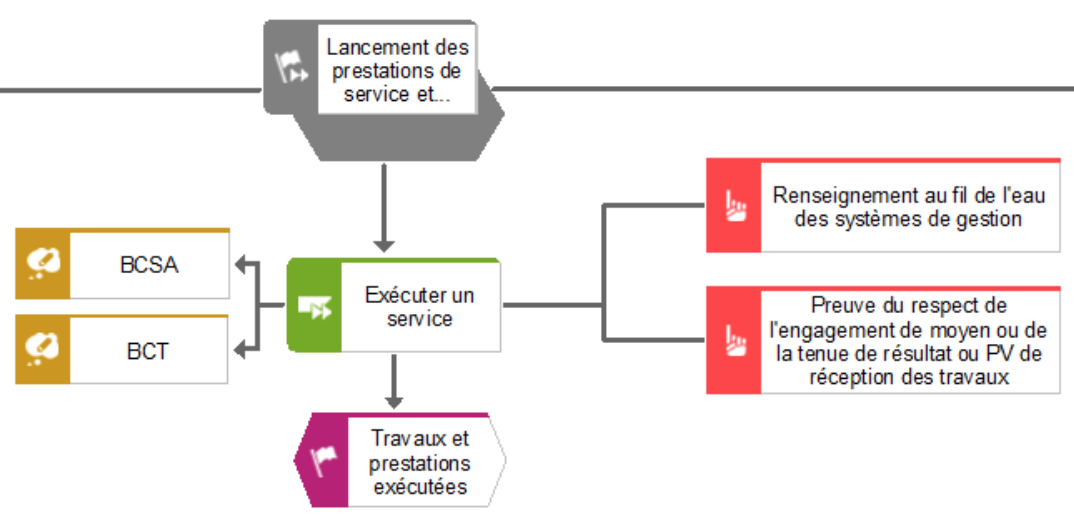 Lancement des
prestations de
service et...
Renseignement au fil de l'eau
des systèmes de gestion
BCSA
Exécuter un
service
Preuve du respect de
l'engagement de moyen ou de
la tenue de résultat ou PV de
réception des travaux
BCT
Travaux et
prestations
exécutées